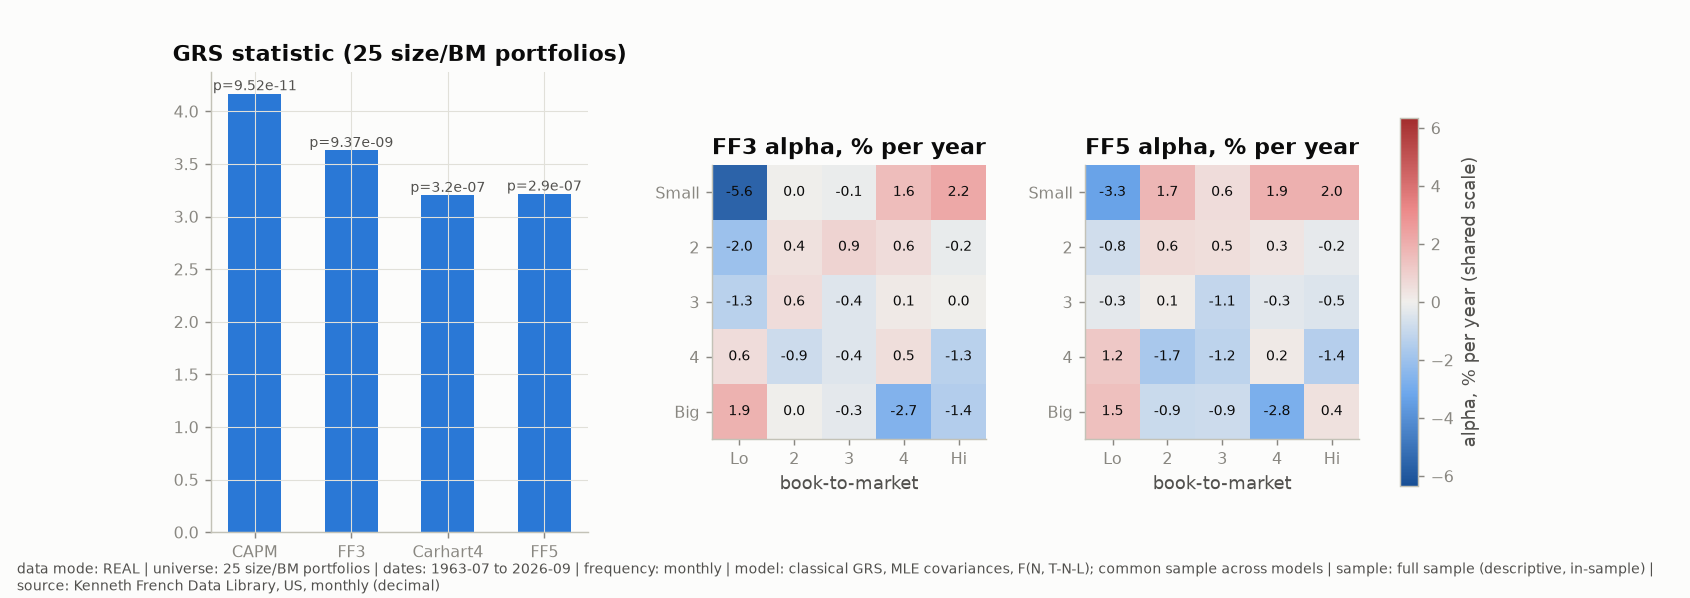 GRS statistic (25 size/BM portfolios)
p=9.52e-11
p=9.37e-09
p=3.2e-07
p=2.9e-07
4.0
3.5
3.0
2.5
2.0
1.5
1.0
0.5
0.0
CAPM FF3 Carhart4 FF5
FF3 alpha, % per year
Small -5.6 0.0 -0.1 1.6 2.2
2 -2.0 0.4 0.9 0.6 -0.2
3 -1.3 0.6 -0.4 0.1 0.0
4 0.6 -0.9 -0.4 0.5 -1.3
Big 1.9 0.0 -0.3 -2.7 -1.4
Lo 2 3 4 Hi
book-to-market
FF5 alpha, % per year
Small -3.3 1.7 0.6 1.9 2.0
2 -0.8 0.6 0.5 0.3 -0.2
3 -0.3 0.1 -1.1 -0.3 -0.5
4 1.2 -1.7 -1.2 0.2 -1.4
Big 1.5 -0.9 -0.9 -2.8 0.4
Lo 2 3 4 Hi
book-to-market
6
4
2
0
−2
−4
−6
alpha, % per year (shared scale)
data mode: REAL | universe: 25 size/BM portfolios | dates: 1963-07 to 2026-09 | frequency: monthly | model: classical GRS, MLE covariances, F(N, T-N-L); common sample across models | sample: full sample (descriptive, in-sample) |
source: Kenneth French Data Library, US, monthly (decimal)